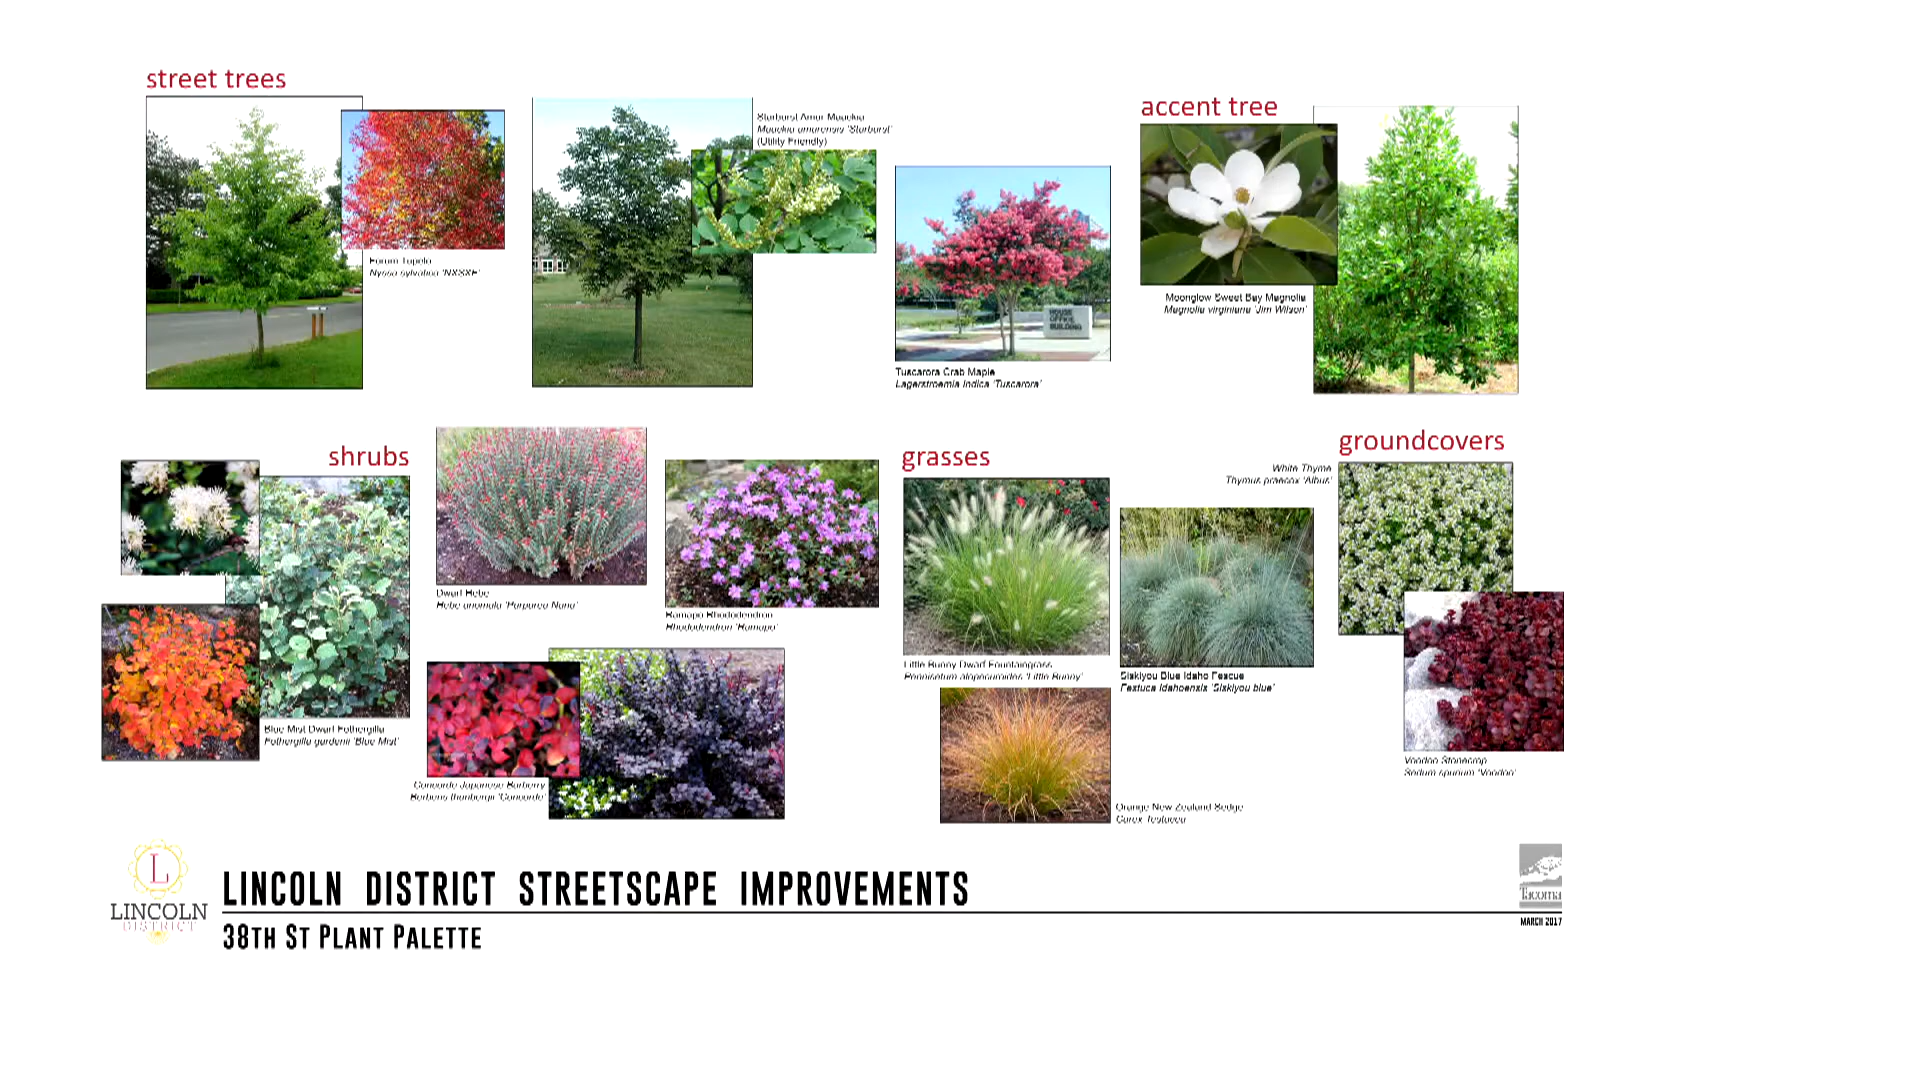 street trees
Forum Tupelo
Nyssa sylvatica 'NXSXF'
Starburst Amur Maackia
Maackia amurensis 'Starburst'
(Utility Friendly)
HOUSE
OFFICE
BUILDING
Tuscarora Crab Maple
Lagerstroemia indica 'Tuscarora'
accent tree
Moonglow Sweet Bay Magnolia
Magnolia virginiana 'Jim Wilson'
shrubs
Blue Mist Dwarf Fothergilla
Fothergilla gardenii 'Blue Mist'
Dwarf Hebe
Hebe anomala 'Purpurea Nana'
Ramapo Rhododendron
Rhododendron 'Ramapo'
Concorde Japanese Barberry
Berberis thunbergii 'Concorde'
grasses
Little Bunny Dwarf Fountaingrass
Pennisetum alopecuroides 'Little Bunny'
Siskiyou Blue Idaho Fescue
Festuca idahoensis 'Siskiyou blue'
Orange New Zealand Sedge
Carex Testacea
groundcovers
White Thyme
Thymus praecox 'Albus'
Voodoo Stonecrop
Sedum spurium 'Voodoo'
L
LINCOLN
DISTRICT
LINCOLN DISTRICT STREETSCAPE IMPROVEMENTS
38TH ST PLANT PALETTE
Tacoma
MARCH 2017